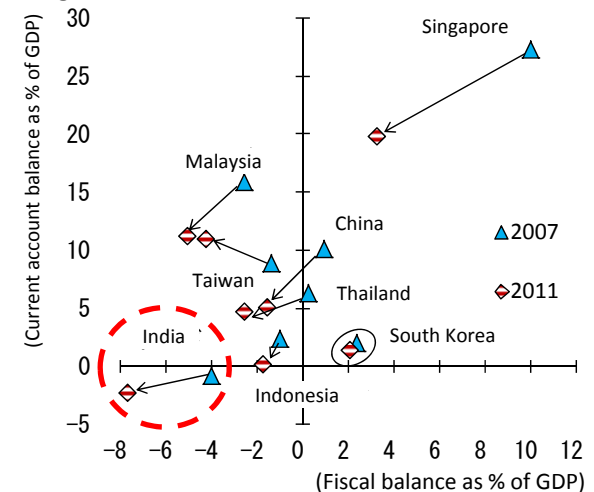 (Current account balance as % of GDP)
30
25
20
15
10
5
0
−5
Singapore
Malaysia
China
2007
Taiwan
Thailand
2011
India
South Korea
Indonesia
−8 −6 −4 −2 0 2 4 6 8 10 12
(Fiscal balance as % of GDP)